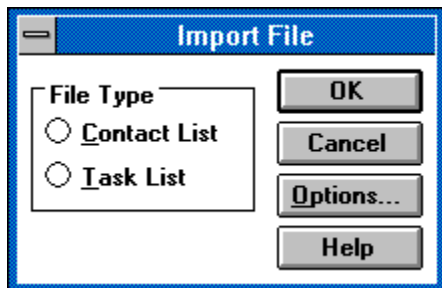 Import File
File Type
Contact List
Task List
OK
Cancel
Options...
Help